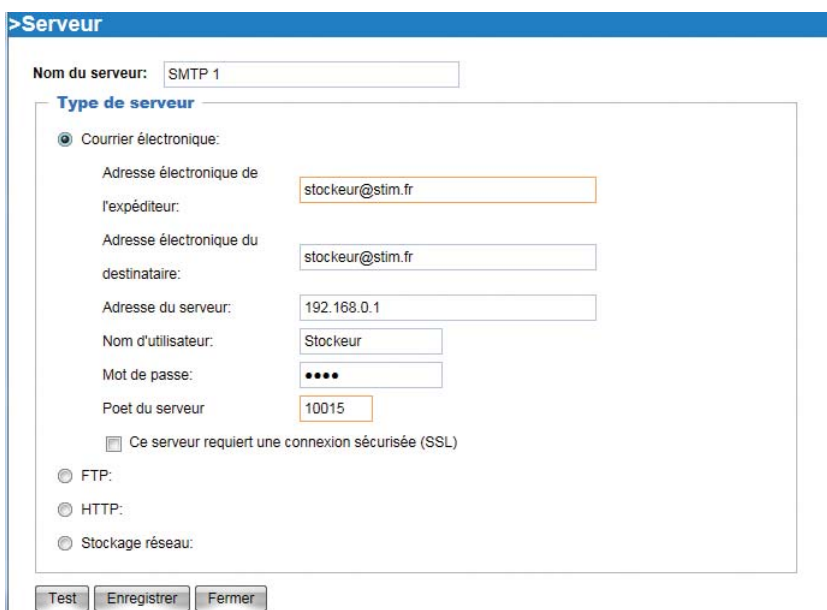 >Serveur
Nom du serveur: SMTP 1
Type de serveur
Courrier électronique:
Adresse électronique de
l'expéditeur:
stockeur@stim.fr
Adresse électronique du
destinataire:
stockeur@stim.fr
Adresse du serveur: 192.168.0.1
Nom d'utilisateur: Stockeur
Mot de passe: ••••
Poet du serveur 10015
Ce serveur requiert une connexion sécurisée (SSL)
FTP:
HTTP:
Stockage réseau:
Test Enregistrer Fermer